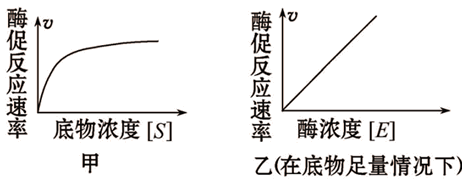 酶促反应速率
v
底物浓度 [S]
甲
酶促反应速率
v
酶浓度 [E]
乙(在底物足量情况下)